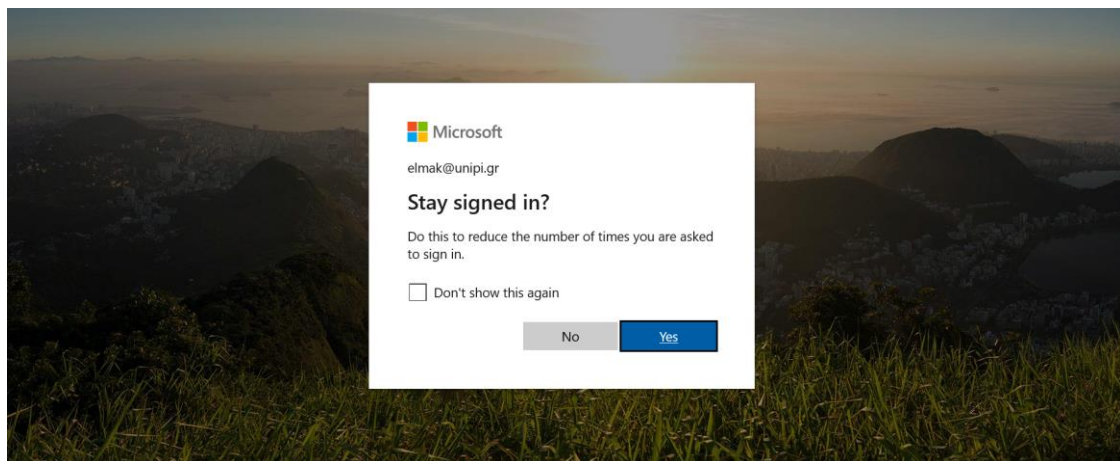 Microsoft
elmak@unipi.gr
Stay signed in?
Do this to reduce the number of times you are asked
to sign in.
Don't show this again
No
Yes